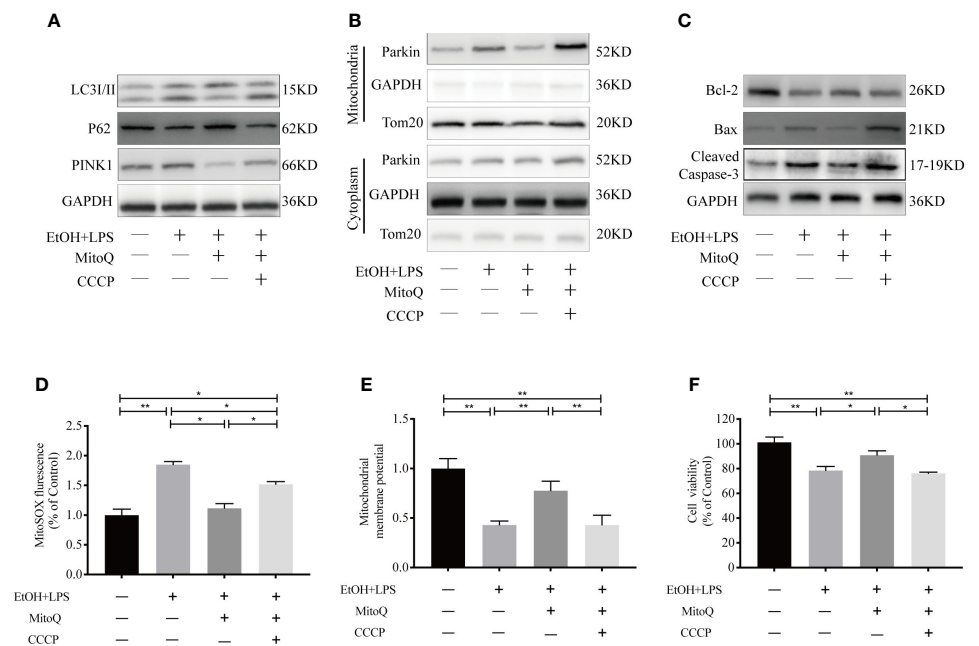 A
LC3I/II 15KD
P62 62KD
PINK1 66KD
GAPDH 36KD
EtOH+LPS — + + +
MitoQ — — + +
CCCP — — — +
B
Mitochondria
Parkin 52KD
GAPDH 36KD
Tom20 20KD
Cytoplasm
Parkin 52KD
GAPDH 36KD
Tom20 20KD
EtOH+LPS — + + +
MitoQ — — + +
CCCP — — — +
C
Bcl-2 26KD
Bax 21KD
Cleaved
Caspase-3 17-19KD
GAPDH 36KD
EtOH+LPS — + + +
MitoQ — — + +
CCCP — — — +
D
*
** *
* *
MitoSOX flurescence
(% of Control)
2.5
2.0
1.5
1.0
0.5
0.0
EtOH+LPS — + + +
MitoQ — — + +
CCCP — — — +
E
**
** ** **
Mitochondrial
membrane potential
1.5
1.0
0.5
0.0
EtOH+LPS — + + +
MitoQ — — + +
CCCP — — — +
F
**
** * *
Cell viability
(% of Control)
120
100
80
60
40
20
0
EtOH+LPS — + + +
MitoQ — — + +
CCCP — — — +